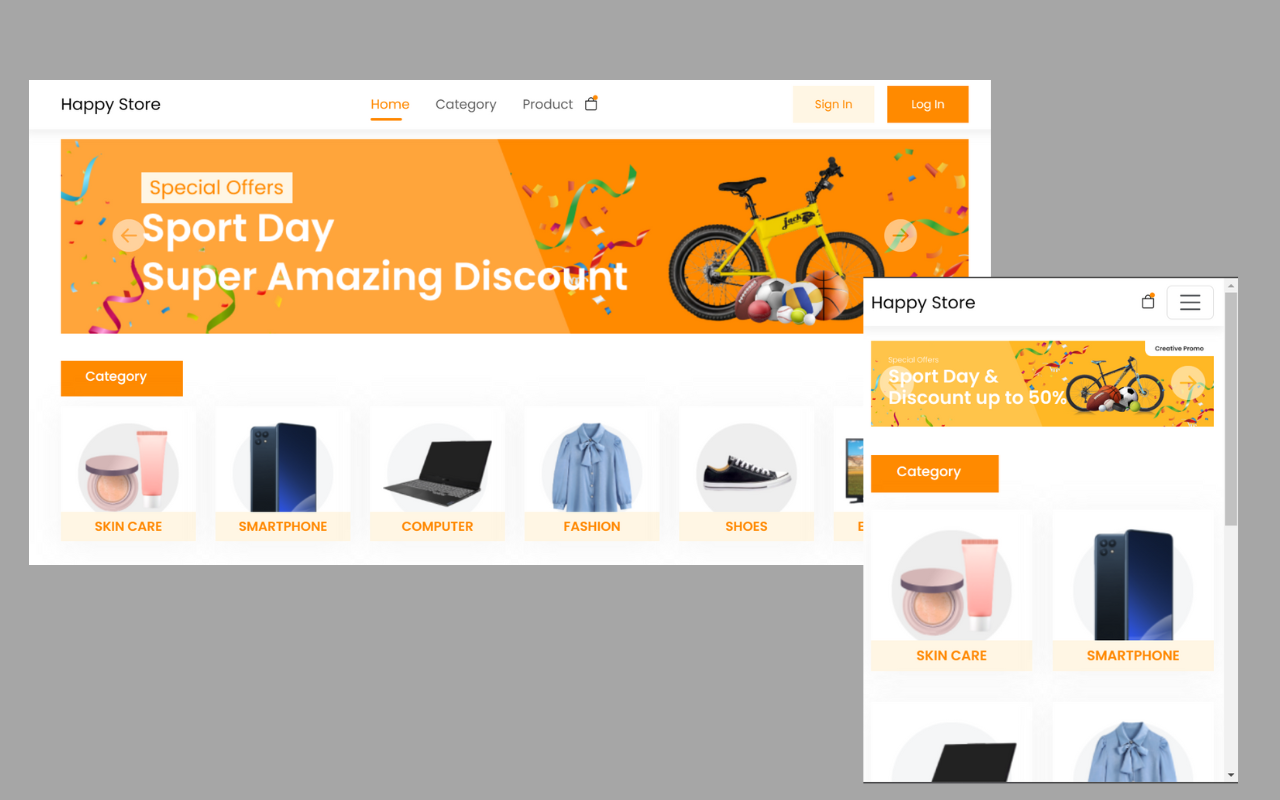 Happy Store
Home Category Product
Sign In
Log In
Special Offers
Sport Day
Super Amazing Discount
jack
Category
SKIN CARE
SMARTPHONE
COMPUTER
FASHION
SHOES
E
Happy Store
Creative Promo
Special Offers
Sport Day &
Discount up to 50%
Category
SKIN CARE
SMARTPHONE